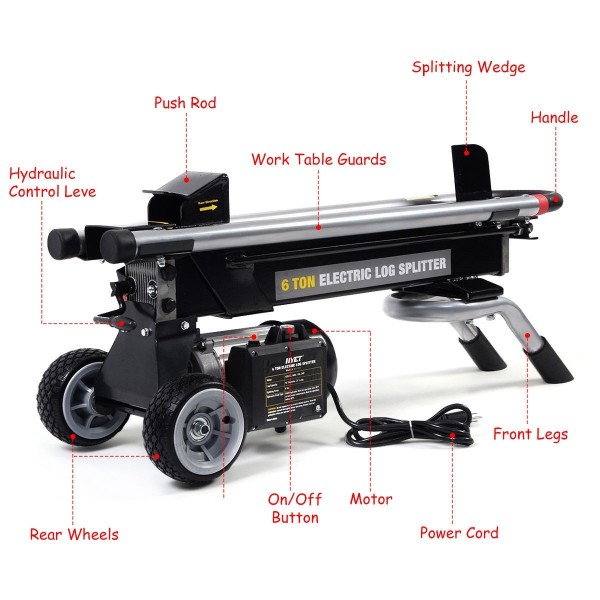 Splitting Wedge
Push Rod
Handle
Work Table Guards
Hydraulic
Control Leve
6 TON ELECTRIC LOG SPLITTER
6 TON ELECTRIC LOG SPLITTER
Front Legs
On/Off
Button
Motor
Rear Wheels
Power Cord